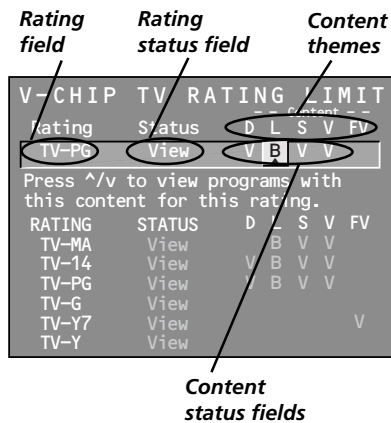 Rating field
Rating status field
Content themes
V-CHIP TV RATING LIMIT
- - Content - -
Rating Status D L S V FV
TV-PG View V B V V
Press ^/v to view programs with
this content for this rating.
RATING STATUS D L S V FV
TV-MA View B V V
TV-14 View V B V V
TV-PG View V B V V
TV-G View
TV-Y7 View V
TV-Y View
Content
status fields